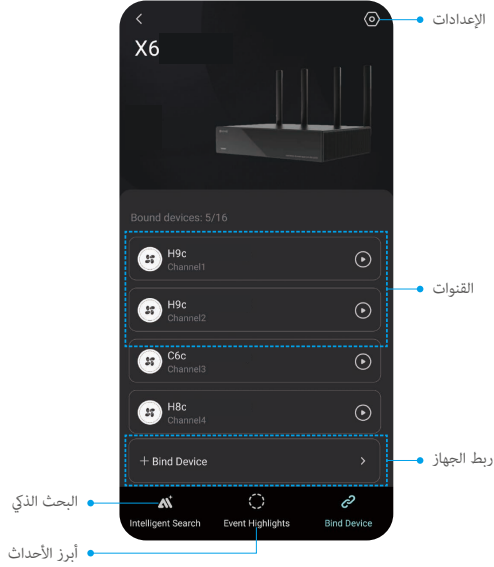 الإعدادات
X6
Bound devices: 5/16
H9c
Channel1
القنوات
H9c
Channel2
C6c
Channel3
H8c
Channel4
+ Bind Device
ربط الجهاز
البحث الذكي
Intelligent Search
Event Highlights
Bind Device
أبرز الأحداث